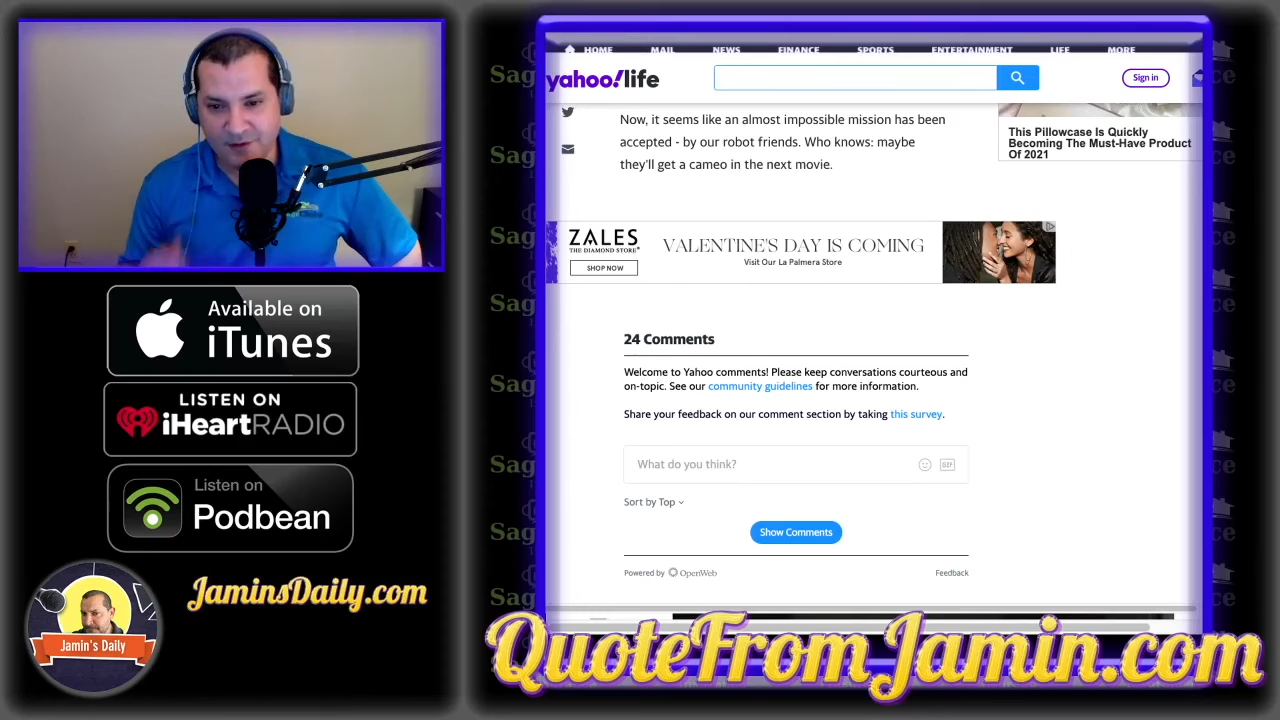 Available on
iTunes
LISTEN ON
iHeartRADIO
Listen on
Podbean
Jamin's Daily
JaminsDaily.com
HOME MAIL NEWS FINANCE SPORTS ENTERTAINMENT LIFE MORE
yahoo!life
Sign in
Now, it seems like an almost impossible mission has been
accepted - by our robot friends. Who knows: maybe
they'll get a cameo in the next movie.
This Pillowcase Is Quickly
Becoming The Must-Have Product
Of 2021
ZALES
THE DIAMOND STORE
SHOP NOW
VALENTINE'S DAY IS COMING
Visit Our La Palmera Store
24 Comments
Welcome to Yahoo comments! Please keep conversations courteous and
on-topic. See our community guidelines for more information.
Share your feedback on our comment section by taking this survey.
What do you think?
GIF
Sort by Top
Show Comments
Powered by OpenWeb
Feedback
QuoteFromJamin.com